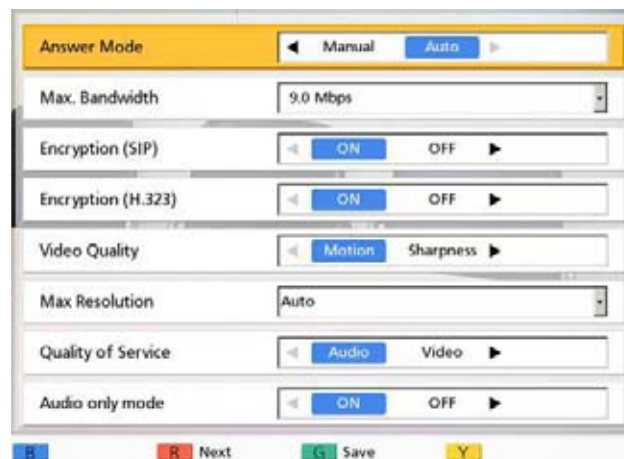 Answer Mode Manual Auto
Max. Bandwidth 9.0 Mbps
Encryption (SIP) ON OFF
Encryption (H.323) ON OFF
Video Quality Motion Sharpness
Max Resolution Auto
Quality of Service Audio Video
Audio only mode ON OFF
B R Next G Save Y